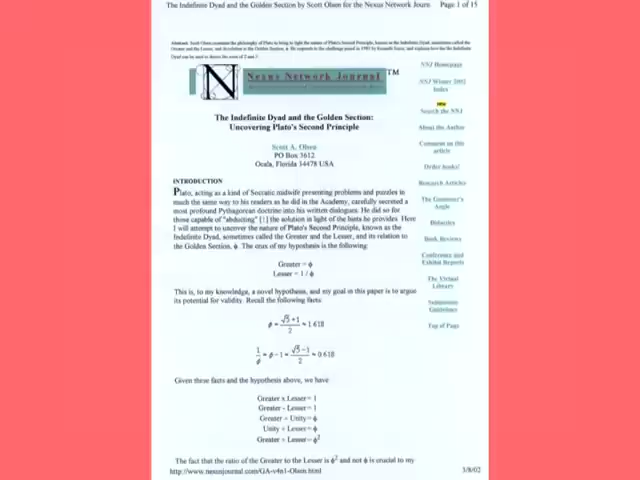 The Indefinite Dyad and the Golden Section by Scott Olsen for the Nexus Network Journ. Page 1 of 15
Nexus Network Journal TM
N
The Indefinite Dyad and the Golden Section:
Uncovering Plato's Second Principle
Scott A. Olsen
PO Box 3612
Ocala, Florida 34478 USA
INTRODUCTION
Plato, acting as a kind of Socratic midwife presenting problems and puzzles in
much the same way to his readers as he did in the Academy, carefully secreted a
most profound Pythagorean doctrine into his written dialogues. He did so for
those capable of "abducting" [1] the solution in light of the hints he provides. Here
I will attempt to uncover the nature of Plato's Second Principle, known as the
Indefinite Dyad, sometimes called the Greater and the Lesser, and its relation to
the Golden Section, ϕ. The crux of my hypothesis is the following:
Greater = ϕ
Lesser = 1 / ϕ
This is, to my knowledge, a novel hypothesis, and my goal in this paper is to argue
its potential for validity. Recall the following facts:
ϕ = (√5 + 1) / 2 ≈ 1.618
1/ϕ = ϕ − 1 = (√5 − 1) / 2 ≈ 0.618
Given these facts and the hypothesis above, we have
Greater x Lesser = 1
Greater - Lesser = 1
Greater ÷ Unity = ϕ
Unity ÷ Lesser = ϕ
Greater ÷ Lesser = ϕ²
The fact that the ratio of the Greater to the Lesser is ϕ² and not ϕ is crucial to my
http://www.nexusjournal.com/GA-v4n1-Olsen.html 3/8/02
NNJ Homepage
NNJ Winter 2002
Index
Search the NNJ
About the Author
Comment on this
article
Order books!
Research Articles
The Geometer's
Angle
Didactics
Book Reviews
Conference and
Exhibit Reports
The Virtual
Library
Submission
Guidelines
Top of Page